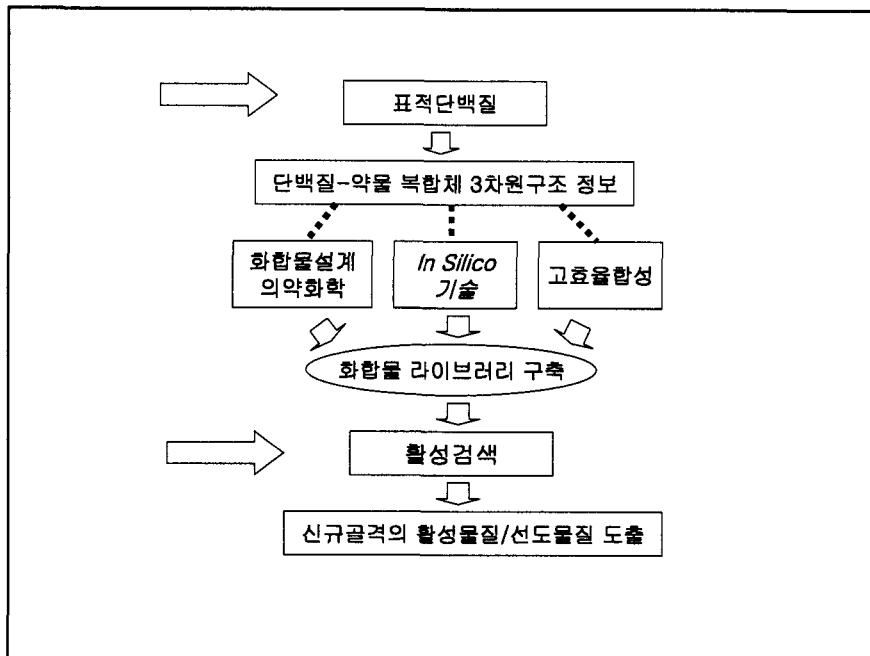 표적단백질
단백질-약물 복합체 3차원구조 정보
화합물설계
의약화학
In Silico
기술
고효율합성
화합물 라이브러리 구축
활성검색
신규골격의 활성물질/선도물질 도출